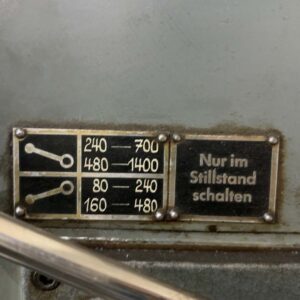 240 — 700
480 — 1400
80 — 240
160 — 480
Nur im
Stillstand
schalten